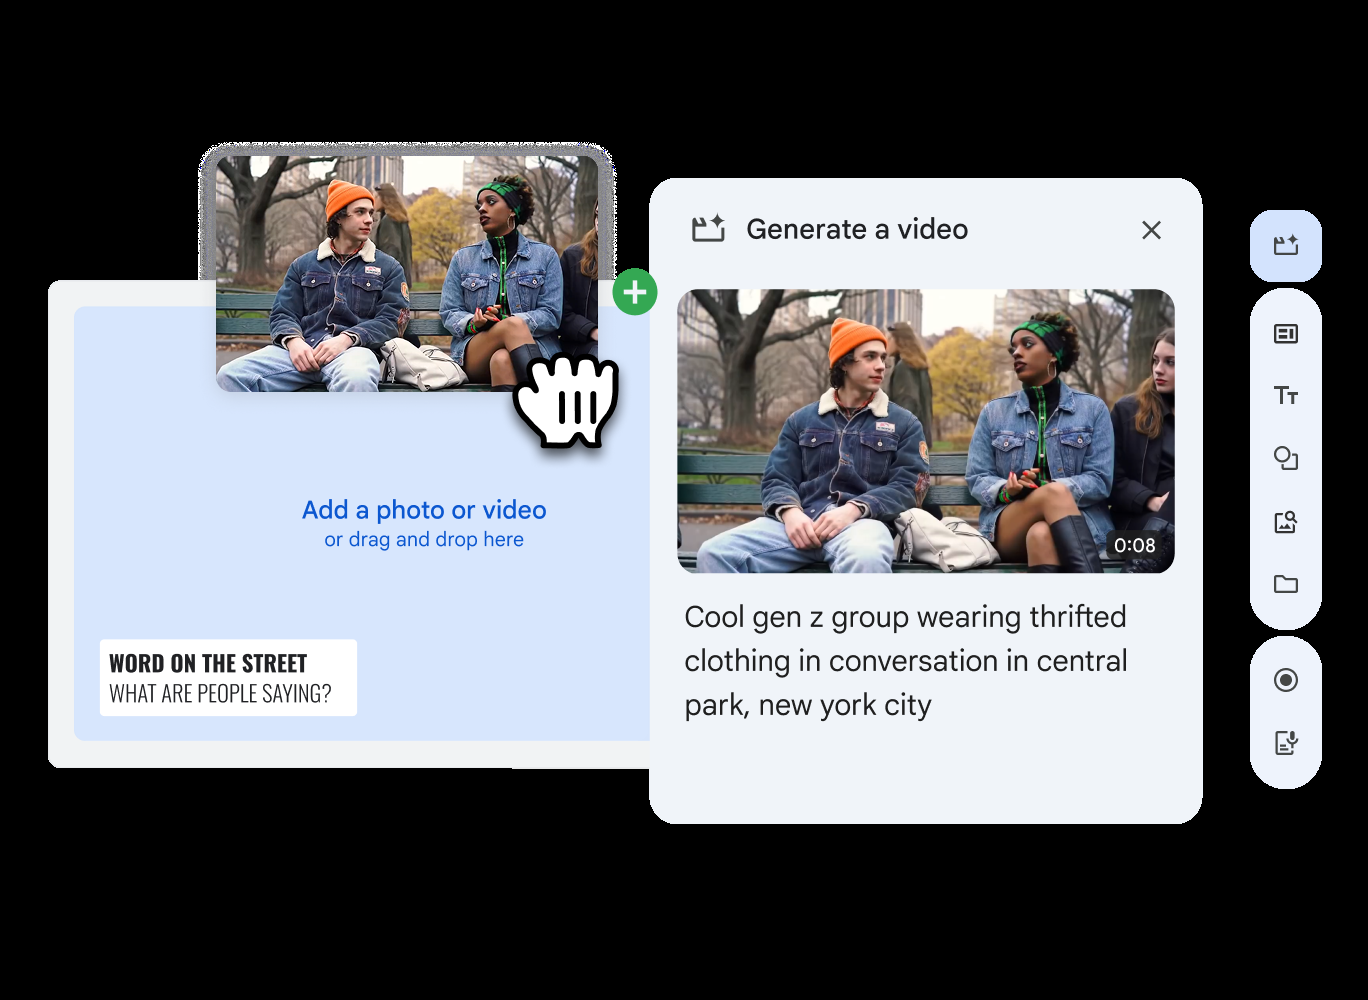 Add a photo or video
or drag and drop here
WORD ON THE STREET
WHAT ARE PEOPLE SAYING?
Generate a video
0:08
Cool gen z group wearing thrifted
clothing in conversation in central
park, new york city
Tт